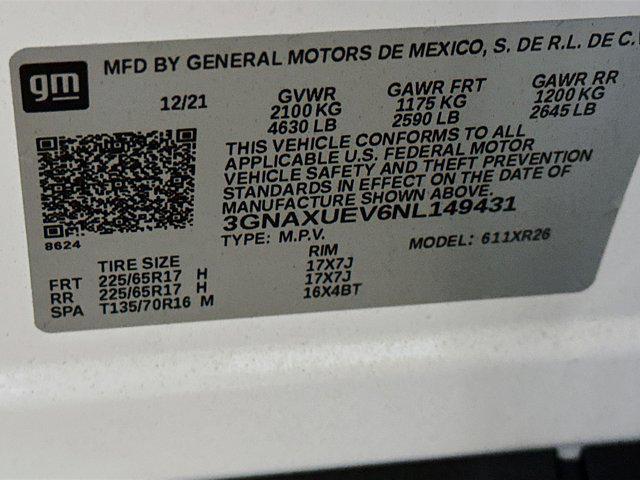 gm
MFD BY GENERAL MOTORS DE MEXICO, S. DE R.L. DE C.V
12/21
GVWR
2100 KG
4630 LB
GAWR FRT
1175 KG
2590 LB
GAWR RR
1200 KG
2645 LB
THIS VEHICLE CONFORMS TO ALL
APPLICABLE U.S. FEDERAL MOTOR
VEHICLE SAFETY AND THEFT PREVENTION
STANDARDS IN EFFECT ON THE DATE OF
MANUFACTURE SHOWN ABOVE.
3GNAXUEV6NL149431
8624
TYPE: M.P.V.
MODEL: 611XR26
TIRE SIZE RIM
FRT 225/65R17 H 17X7J
RR 225/65R17 H 17X7J
SPA T135/70R16 M 16X4BT